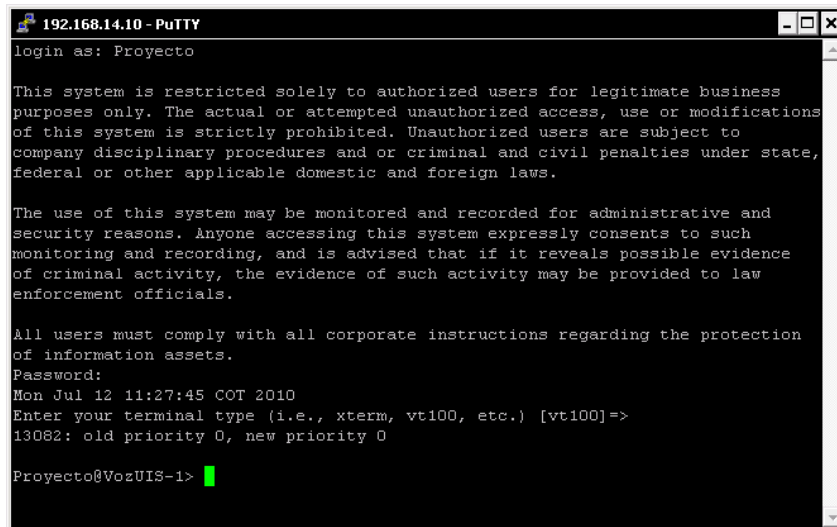 192.168.14.10 - PuTTY
login as: Proyecto
This system is restricted solely to authorized users for legitimate business
purposes only. The actual or attempted unauthorized access, use or modifications
of this system is strictly prohibited. Unauthorized users are subject to
company disciplinary procedures and or criminal and civil penalties under state,
federal or other applicable domestic and foreign laws.
The use of this system may be monitored and recorded for administrative and
security reasons. Anyone accessing this system expressly consents to such
monitoring and recording, and is advised that if it reveals possible evidence
of criminal activity, the evidence of such activity may be provided to law
enforcement officials.
All users must comply with all corporate instructions regarding the protection
of information assets.
Password:
Mon Jul 12 11:27:45 COT 2010
Enter your terminal type (i.e., xterm, vt100, etc.) [vt100]=>
13082: old priority 0, new priority 0
Proyecto@VozUIS-1>